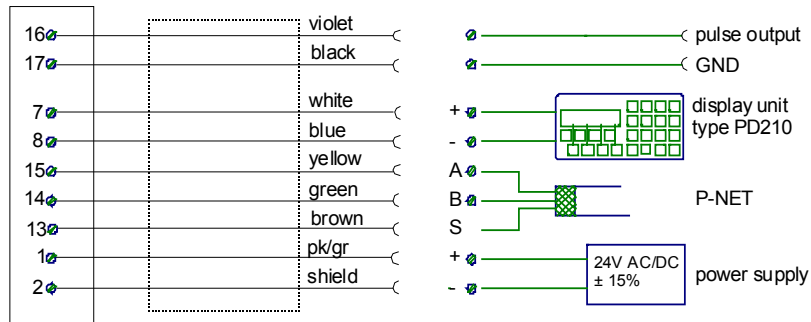 16 violet pulse output
17 black GND
7 white + display unit
type PD210
8 blue -
15 yellow A
14 green B P-NET
13 brown S
1 pk/gr + 24V AC/DC
± 15% power supply
2 shield -